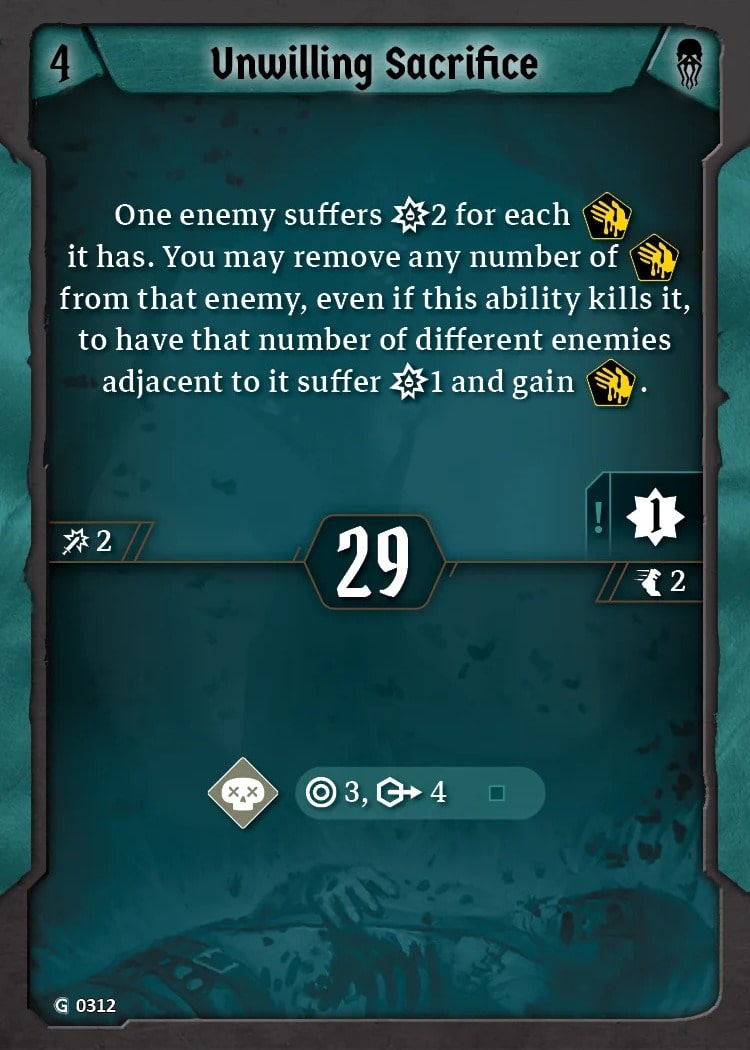 4
Unwilling Sacrifice
One enemy suffers 2 for each
it has. You may remove any number of
from that enemy, even if this ability kills it,
to have that number of different enemies
adjacent to it suffer 1 and gain .
! 1
2
29
2
3, 4
G 0312